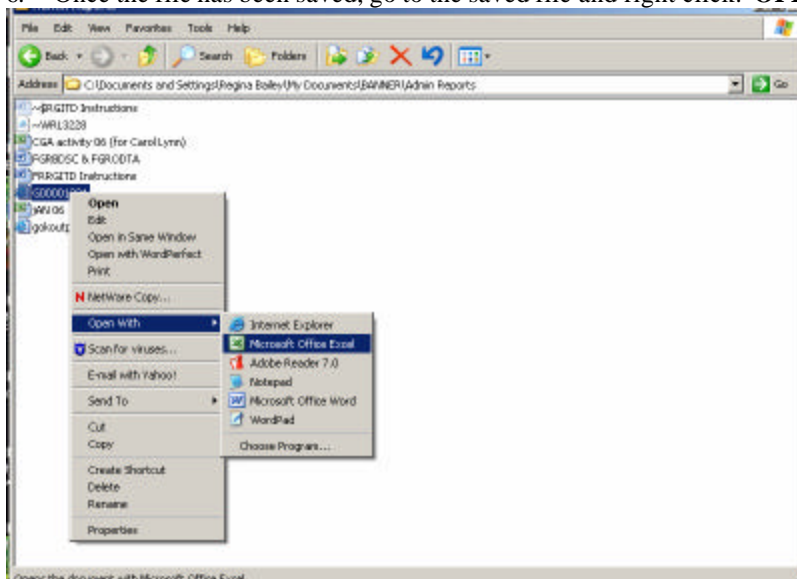 Once the file has been saved, go to the saved file and right click.
File Edit View Favorites Tools Help
Back Search Folders
Address C:\Documents and Settings\Regina Bailey\My Documents\BANNER\Admin Reports Go
~$RGITD Instructions
~WRL3228
CGA activity 06 (for CarolLynn)
FGRBDSC & FGRODTA
FRRGITD Instructions
JAN 06
gokoutp
Open
Edit
Open in Same Window
Open with WordPerfect
Print
NetWare Copy...
Open With
Scan for viruses...
E-mail with Yahoo!
Send To
Cut
Copy
Create Shortcut
Delete
Rename
Properties
Internet Explorer
Microsoft Office Excel
Adobe Reader 7.0
Notepad
Microsoft Office Word
WordPad
Choose Program...
Opens the document with Microsoft Office Excel